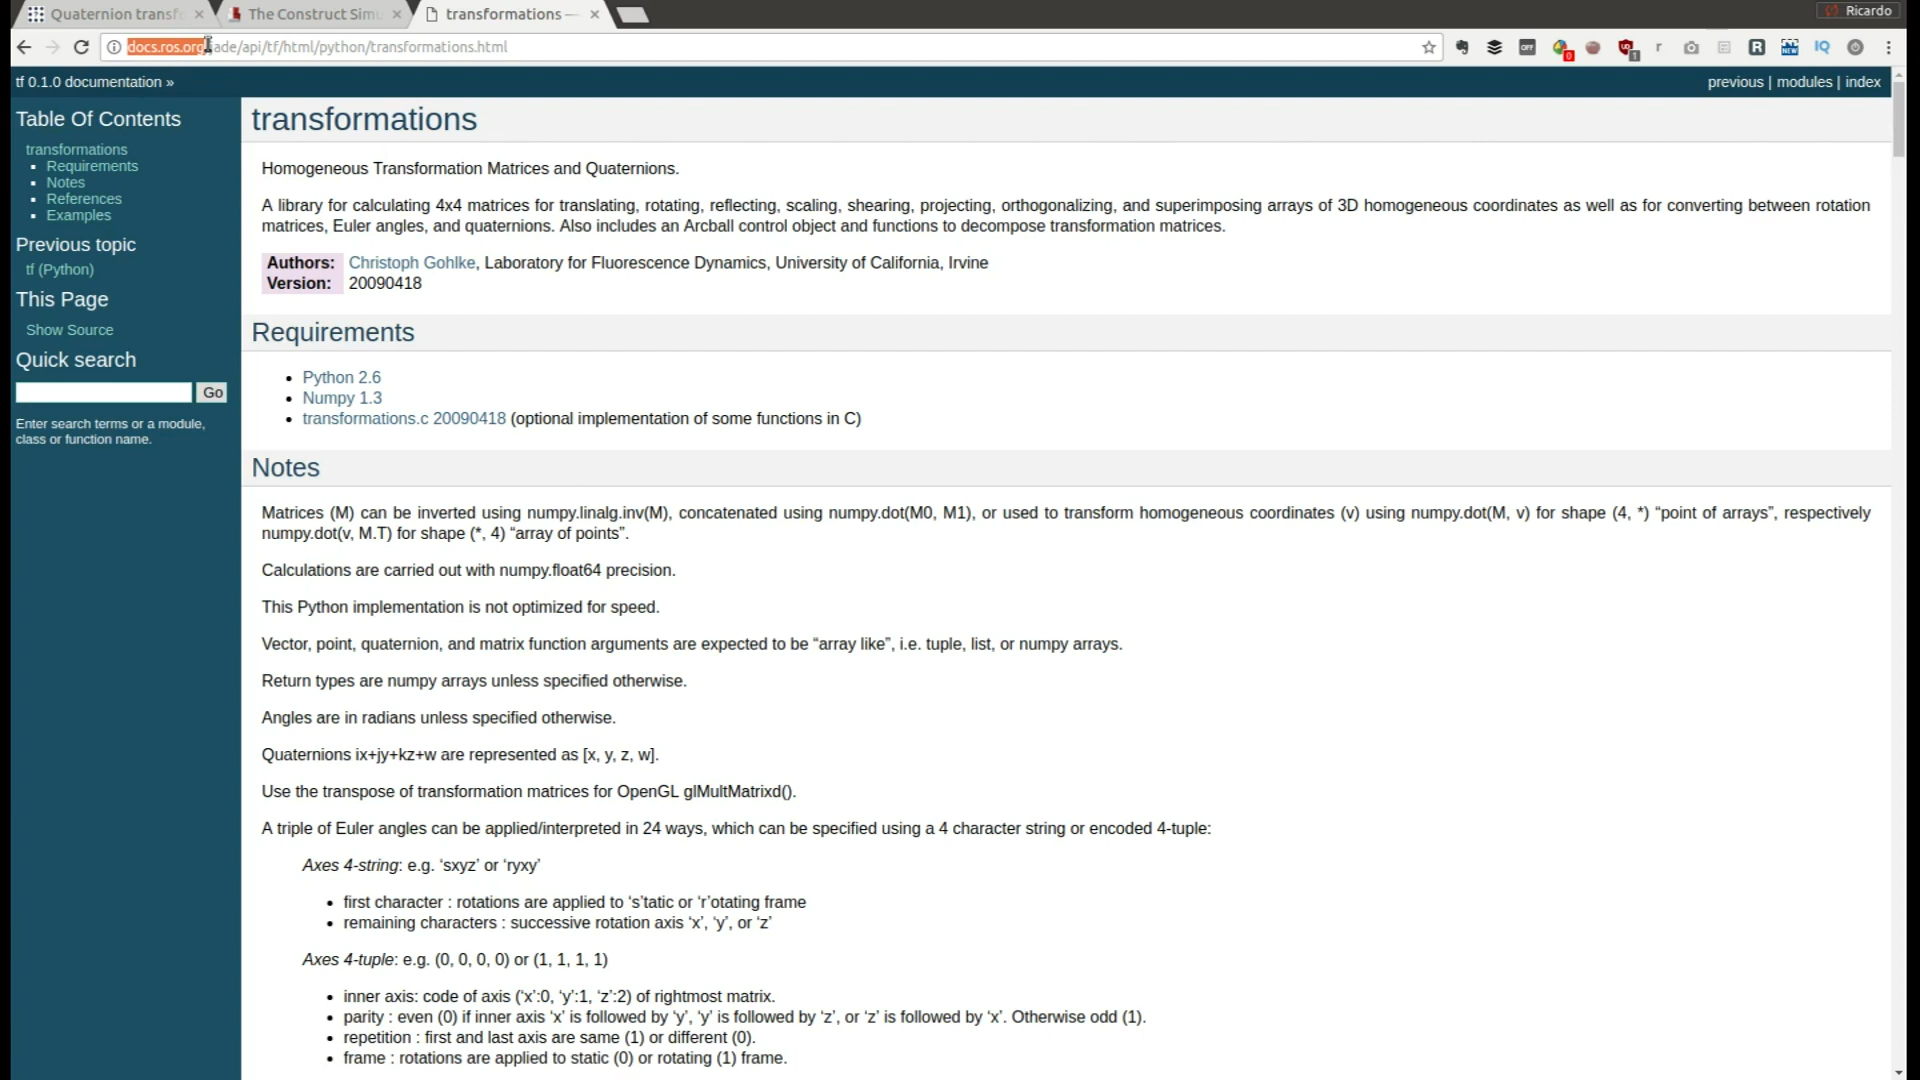 Quaternion transf
The Construct Sim
transformations —
Ricardo
docs.ros.org/jade/api/tf/html/python/transformations.html
OFF
0
1
r
R
NEW
IQ
tf 0.1.0 documentation »
previous | modules | index
Table Of Contents
transformations
Requirements
Notes
References
Examples
Previous topic
tf (Python)
This Page
Show Source
Quick search
Go
Enter search terms or a module,
class or function name.
transformations
Homogeneous Transformation Matrices and Quaternions.
A library for calculating 4x4 matrices for translating, rotating, reflecting, scaling, shearing, projecting, orthogonalizing, and superimposing arrays of 3D homogeneous coordinates as well as for converting between rotation
matrices, Euler angles, and quaternions. Also includes an Arcball control object and functions to decompose transformation matrices.
Authors: Christoph Gohlke, Laboratory for Fluorescence Dynamics, University of California, Irvine
Version: 20090418
Requirements
Python 2.6
Numpy 1.3
transformations.c 20090418 (optional implementation of some functions in C)
Notes
Matrices (M) can be inverted using numpy.linalg.inv(M), concatenated using numpy.dot(M0, M1), or used to transform homogeneous coordinates (v) using numpy.dot(M, v) for shape (4, *) “point of arrays”, respectively
numpy.dot(v, M.T) for shape (*, 4) “array of points”.
Calculations are carried out with numpy.float64 precision.
This Python implementation is not optimized for speed.
Vector, point, quaternion, and matrix function arguments are expected to be “array like”, i.e. tuple, list, or numpy arrays.
Return types are numpy arrays unless specified otherwise.
Angles are in radians unless specified otherwise.
Quaternions ix+jy+kz+w are represented as [x, y, z, w].
Use the transpose of transformation matrices for OpenGL glMultMatrixd().
A triple of Euler angles can be applied/interpreted in 24 ways, which can be specified using a 4 character string or encoded 4-tuple:
Axes 4-string: e.g. ‘sxyz’ or ‘ryxy’
first character : rotations are applied to ‘s’tatic or ‘r’otating frame
remaining characters : successive rotation axis ‘x’, ‘y’, or ‘z’
Axes 4-tuple: e.g. (0, 0, 0, 0) or (1, 1, 1, 1)
inner axis: code of axis (‘x’:0, ‘y’:1, ‘z’:2) of rightmost matrix.
parity : even (0) if inner axis ‘x’ is followed by ‘y’, ‘y’ is followed by ‘z’, or ‘z’ is followed by ‘x’. Otherwise odd (1).
repetition : first and last axis are same (1) or different (0).
frame : rotations are applied to static (0) or rotating (1) frame.